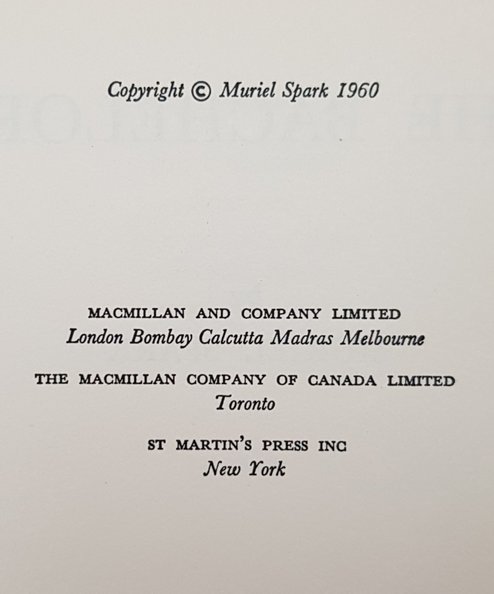 Copyright © Muriel Spark 1960
MACMILLAN AND COMPANY LIMITED
London Bombay Calcutta Madras Melbourne
THE MACMILLAN COMPANY OF CANADA LIMITED
Toronto
ST MARTIN'S PRESS INC
New York